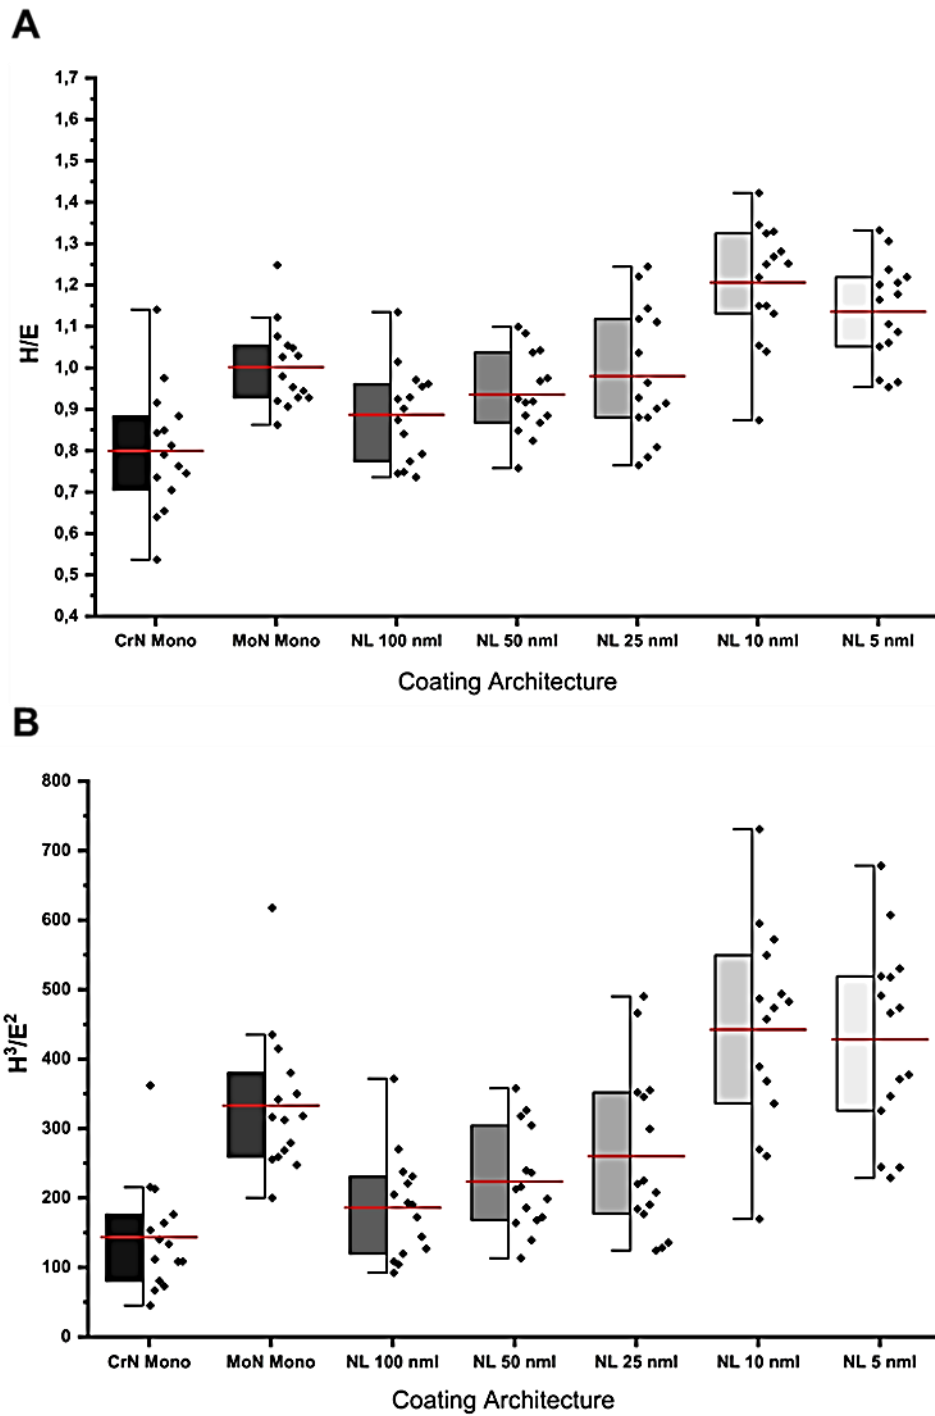 A
1,7
1,6
1,5
1,4
1,3
1,2
1,1
1,0
0,9
0,8
0,7
0,6
0,5
0,4
H/E
CrN Mono MoN Mono NL 100 nml NL 50 nml NL 25 nml NL 10 nml NL 5 nml
Coating Architecture
B
800
700
600
500
400
300
200
100
0
H³/E²
CrN Mono MoN Mono NL 100 nml NL 50 nml NL 25 nml NL 10 nml NL 5 nml
Coating Architecture